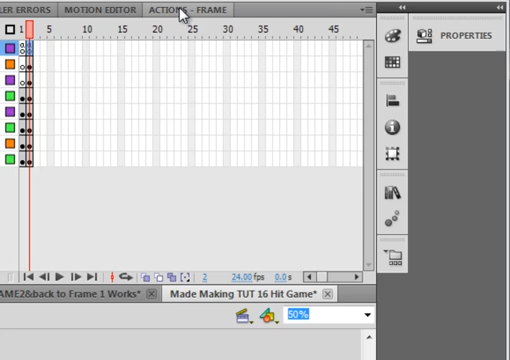 LER ERRORS MOTION EDITOR ACTIONS - FRAME
1 5 10 15 20 25 30 35 40 45
PROPERTIES
2 24.00 fps 0.0 s
AME2&back to Frame 1 Works* Made Making TUT 16 Hit Game*
50%